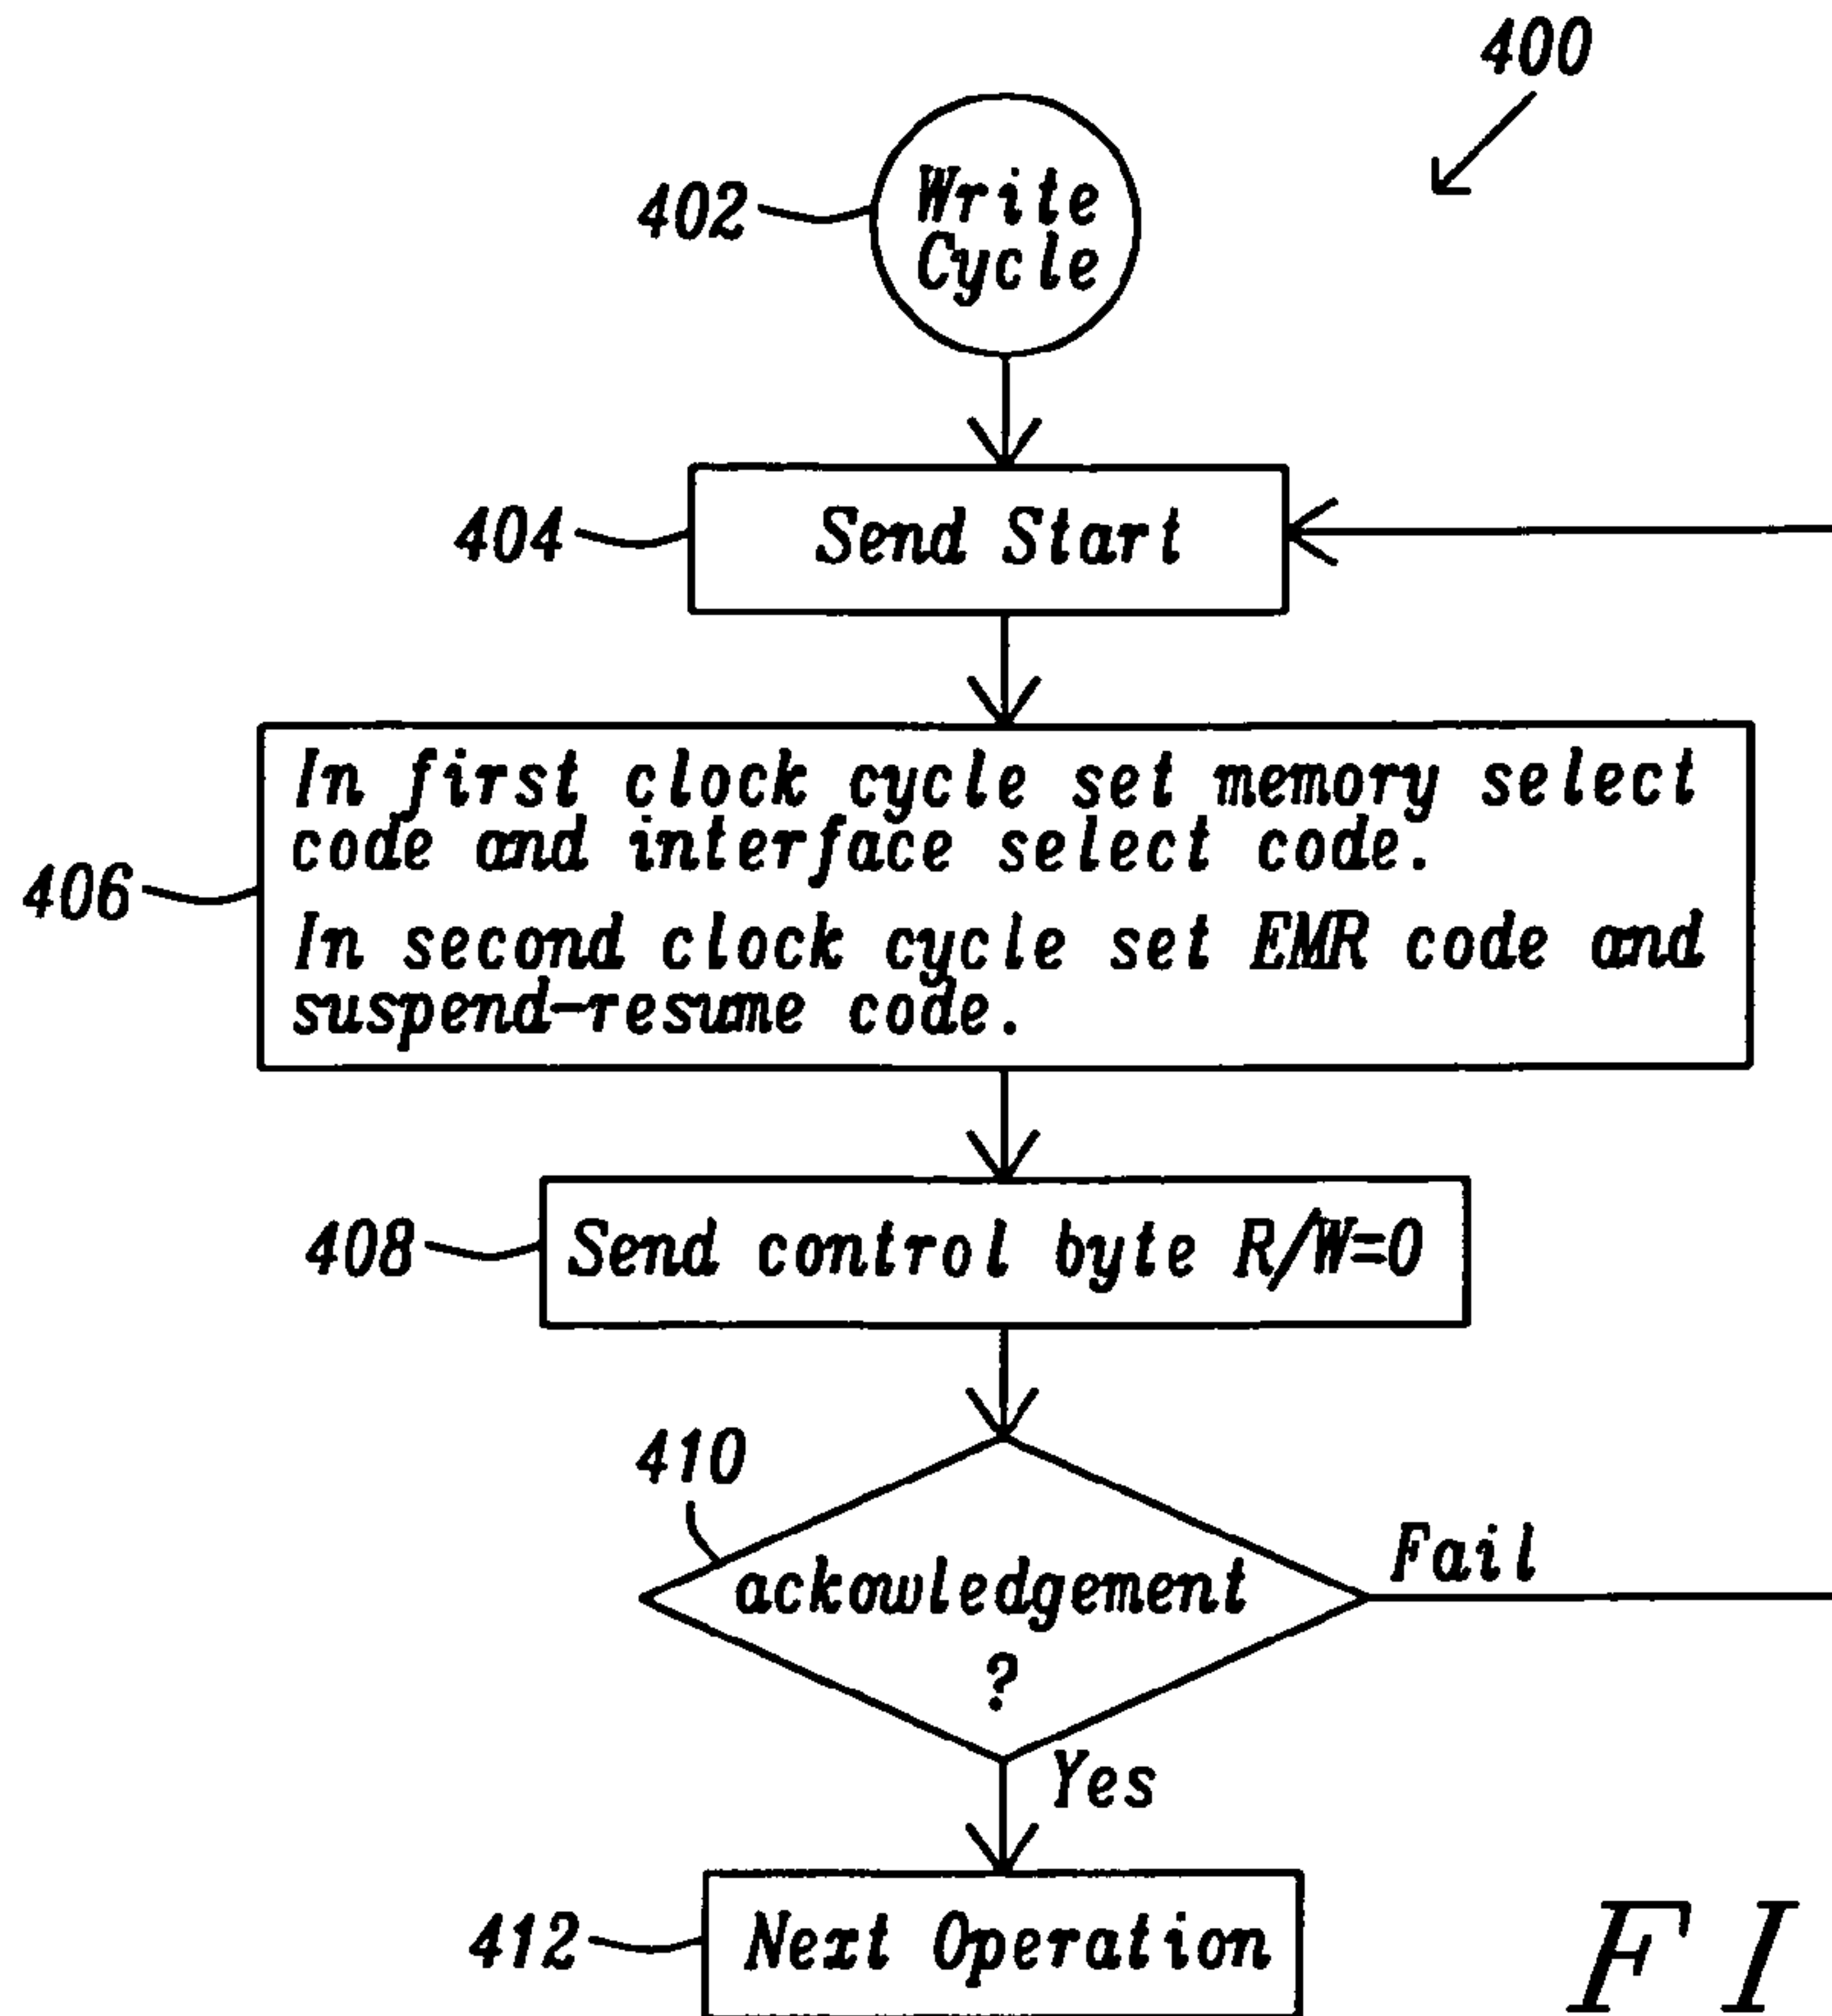 400
402
Write
Cycle
404
Send Start
406
In first clock cycle set memory select
code and interface select code.
In second clock cycle set EMR code and
suspend-resume code.
408
Send control byte R/W=0
410
ackowledgement
?
Fail
Yes
412
Next Operation
FI